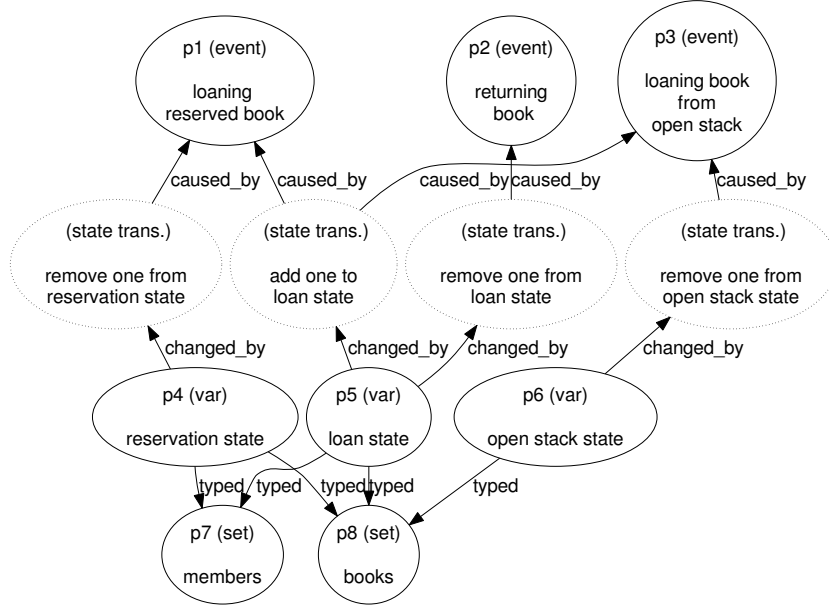 p1 (event)
loaning
reserved book
p2 (event)
returning
book
p3 (event)
loaning book
from
open stack
caused_by
caused_by
caused_by
caused_by
caused_by
(state trans.)
remove one from
reservation state
(state trans.)
add one to
loan state
(state trans.)
remove one from
loan state
(state trans.)
remove one from
open stack state
changed_by
changed_by
changed_by
changed_by
p4 (var)
reservation state
p5 (var)
loan state
p6 (var)
open stack state
typed
typed
typed
typed
typed
p7 (set)
members
p8 (set)
books